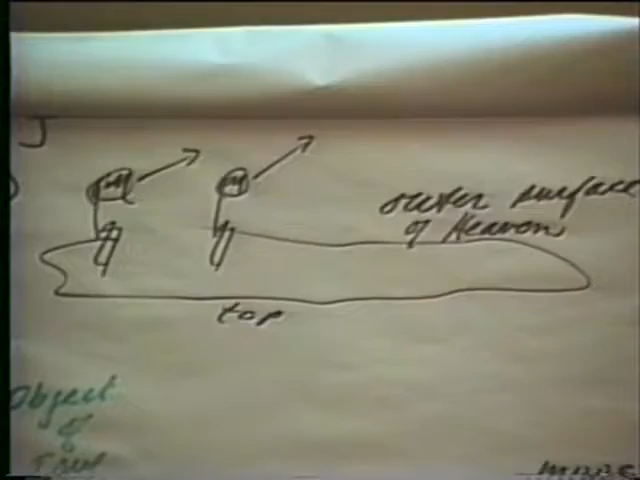 outer surface
of Heaven
top
Object
of